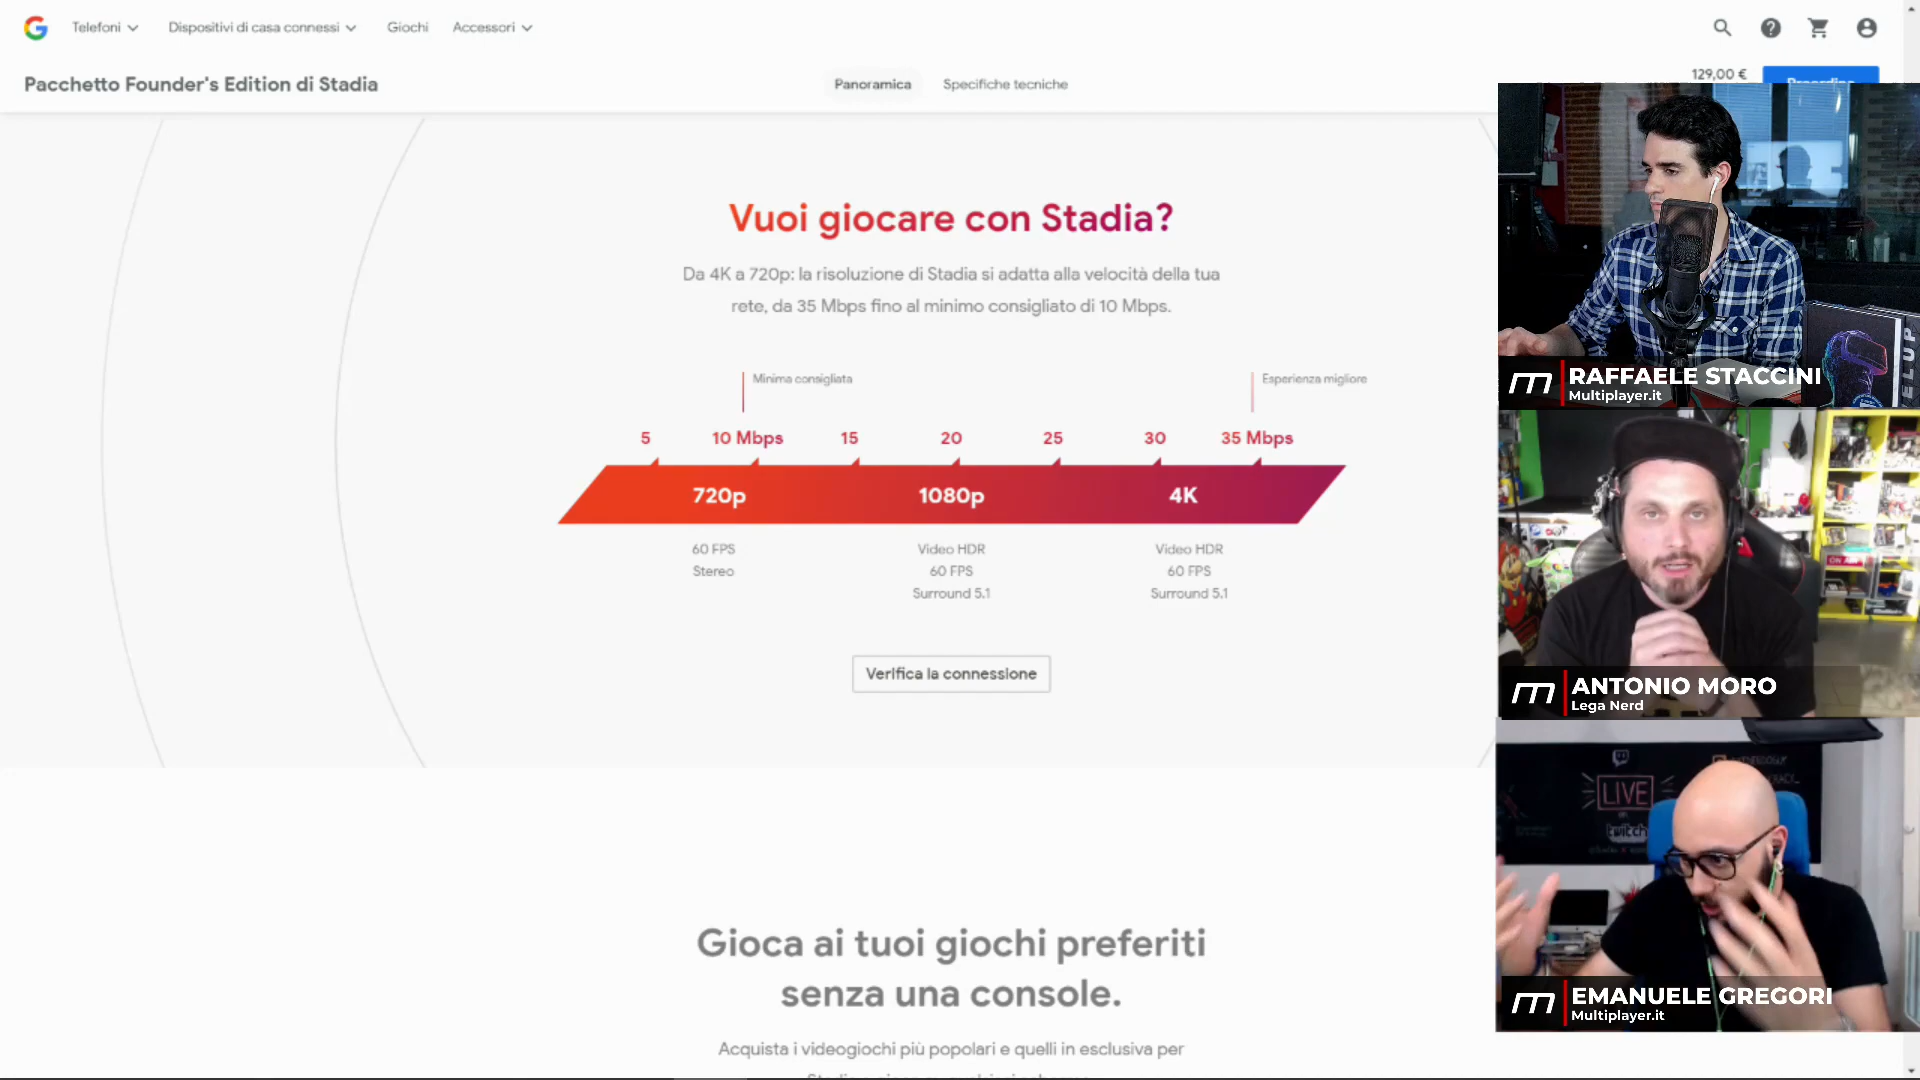 Telefoni
Dispositivi di casa connessi
Giochi
Accessori
Pacchetto Founder's Edition di Stadia
Panoramica
Specifiche tecniche
129,00 €
Vuoi giocare con Stadia?
Da 4K a 720p: la risoluzione di Stadia si adatta alla velocità della tua
rete, da 35 Mbps fino al minimo consigliato di 10 Mbps.
Minima consigliata
Esperienza migliore
5
10 Mbps
15
20
25
30
35 Mbps
720p
1080p
4K
60 FPS
Stereo
Video HDR
60 FPS
Surround 5.1
Video HDR
60 FPS
Surround 5.1
Verifica la connessione
Gioca ai tuoi giochi preferiti
senza una console.
Acquista i videogiochi più popolari e quelli in esclusiva per
RAFFAELE STACCINI
Multiplayer.it
ELUP
ON AIR
ANTONIO MORO
Lega Nerd
LIVE
on
twitch
EMANUELE GREGORI
Multiplayer.it